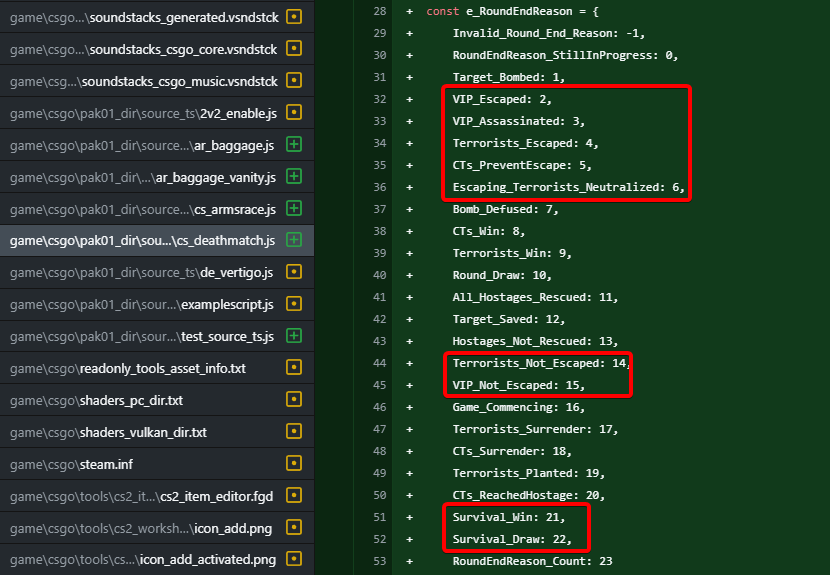 game\csgo...\soundstacks_generated.vsndstck
game\cs...\soundstacks_csgo_core.vsndstck
game\csg...\soundstacks_csgo_music.vsndstck
game\csgo\pak01_dir\source_ts\2v2_enable.js
game\csgo\pak01_dir\source...\ar_baggage.js
game\csgo\pak01_dir\...\ar_baggage_vanity.js
game\csgo\pak01_dir\source...\cs_armsrace.js
game\csgo\pak01_dir\sou...\cs_deathmatch.js
game\csgo\pak01_dir\source_ts\de_vertigo.js
game\csgo\pak01_dir\sour...\examplescript.js
game\csgo\pak01_dir\sour...\test_source_ts.js
game\csgo\readonly_tools_asset_info.txt
game\csgo\shaders_pc_dir.txt
game\csgo\shaders_vulkan_dir.txt
game\csgo\steam.inf
game\csgo\tools\cs2_it...\cs2_item_editor.fgd
game\csgo\tools\cs2_worksh...\icon_add.png
game\csgo\tools\cs...\icon_add_activated.png
28 + const e_RoundEndReason = {
29 + Invalid_Round_End_Reason: -1,
30 + RoundEndReason_StillInProgress: 0,
31 + Target_Bombed: 1,
32 + VIP_Escaped: 2,
33 + VIP_Assassinated: 3,
34 + Terrorists_Escaped: 4,
35 + CTs_PreventEscape: 5,
36 + Escaping_Terrorists_Neutralized: 6,
37 + Bomb_Defused: 7,
38 + CTs_Win: 8,
39 + Terrorists_Win: 9,
40 + Round_Draw: 10,
41 + All_Hostages_Rescued: 11,
42 + Target_Saved: 12,
43 + Hostages_Not_Rescued: 13,
44 + Terrorists_Not_Escaped: 14,
45 + VIP_Not_Escaped: 15,
46 + Game_Commencing: 16,
47 + Terrorists_Surrender: 17,
48 + CTs_Surrender: 18,
49 + Terrorists_Planted: 19,
50 + CTs_ReachedHostage: 20,
51 + Survival_Win: 21,
52 + Survival_Draw: 22,
53 + RoundEndReason_Count: 23